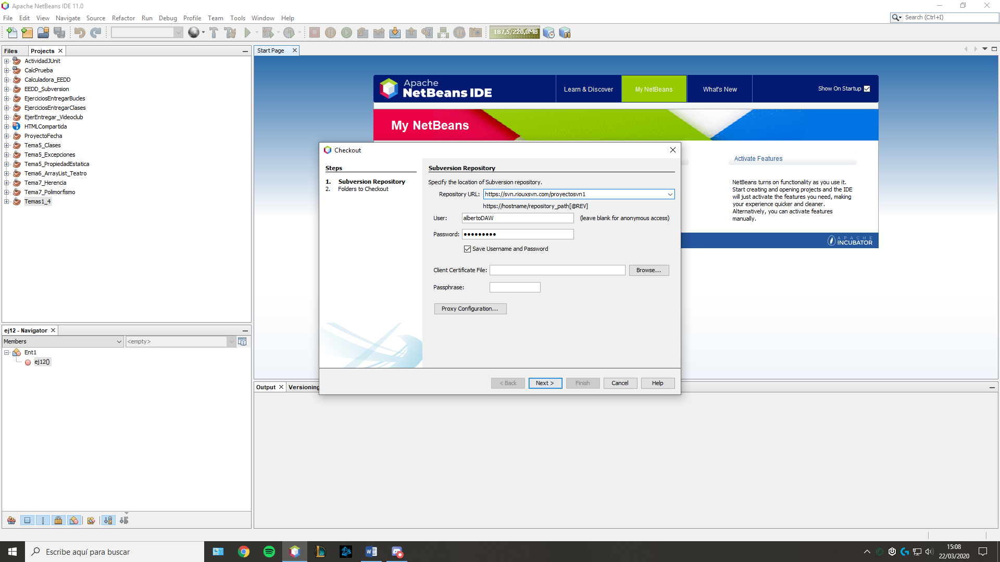 Apache NetBeans IDE 11.0
File Edit View Navigate Source Refactor Run Debug Profile Team Tools Window Help
Search (Ctrl+I)
187,5/220,0MB
Files Projects
Start Page
ActividadJUnit
CalcPrueba
Calculadora_EEDD
EEDD_Subversion
EjerciosEntregarBucles
EjerciciosEntregarClases
EjerEntregar_Videoclub
HTMLCompartida
ProyectoFecha
Tema5_Clases
Tema5_Excepciones
Tema5_PropiedadEstatica
Tema6_ArrayList_Teatro
Tema7_Herencia
Tema7_Polimorfismo
Temas1_4
Apache
NetBeans IDE
Learn & Discover
My NetBeans
What's New
Show On Startup
My NetBeans
Activate Features
NetBeans turns on functionality as you use it.
Start creating and opening projects and the IDE
will just activate the features you need, making
your experience quicker and cleaner.
Alternatively, you can activate features
manually.
APACHE
INCUBATOR
Checkout
Steps
1. Subversion Repository
2. Folders to Checkout
Subversion Repository
Specify the location of Subversion repository.
Repository URL: https://svn.riouxsvn.com/proyectosvn1
https://hostname/repository_path[@REV]
User: albertoDAW (leave blank for anonymous access)
Password:
Save Username and Password
Client Certificate File: Browse...
Passphrase:
Proxy Configuration...
< Back Next > Finish Cancel Help
ej12 - Navigator
Members <empty>
Ent1
ej12()
Output Versioning
Escribe aquí para buscar
15:08
22/03/2020